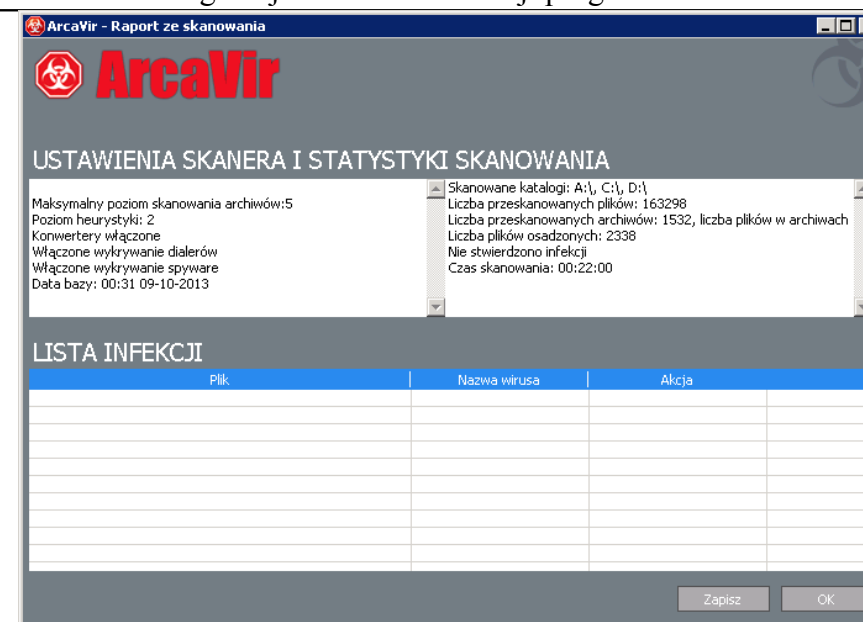 ArcaVir - Raport ze skanowania
ArcaVir
USTAWIENIA SKANERA I STATYSTYKI SKANOWANIA
Maksymalny poziom skanowania archiwów:5
Poziom heurystyki: 2
Konwertery włączone
Włączone wykrywanie dialerów
Włączone wykrywanie spyware
Data bazy: 00:31 09-10-2013
Skanowane katalogi: A:\, C:\, D:\
Liczba przeskanowanych plików: 163298
Liczba przeskanowanych archiwów: 1532, liczba plików w archiwach
Liczba plików osadzonych: 2338
Nie stwierdzono infekcji
Czas skanowania: 00:22:00
LISTA INFEKCJI
Plik Nazwa wirusa Akcja
Zapisz OK